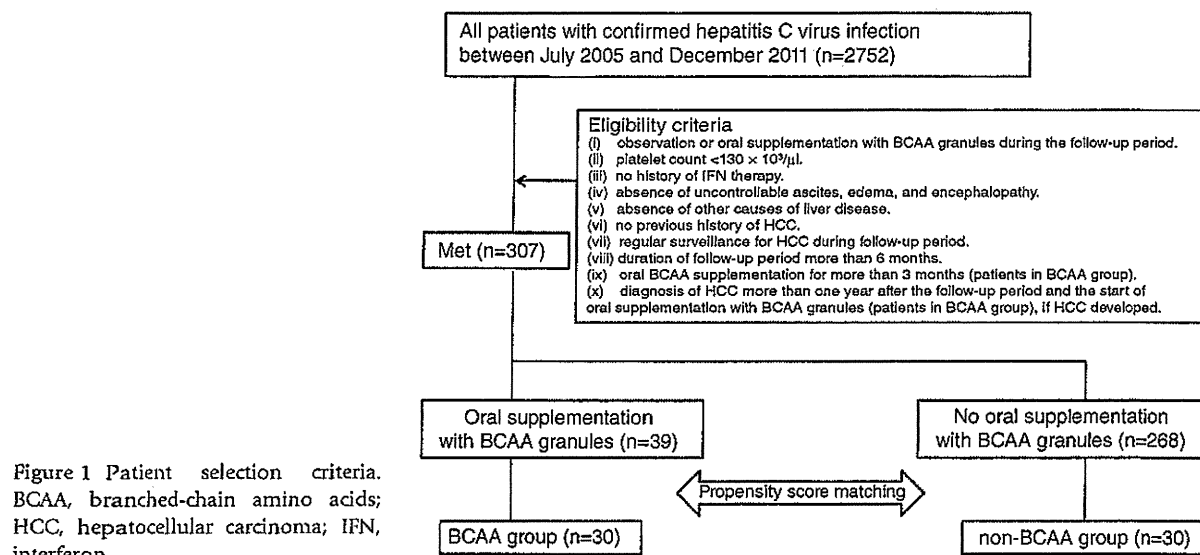 All patients with confirmed hepatitis C virus infection
between July 2005 and December 2011 (n=2752)
Eligibility criteria
(i) observation or oral supplementation with BCAA granules during the follow-up period.
(ii) platelet count <130 × 10³/μl.
(iii) no history of IFN therapy.
(iv) absence of uncontrollable ascites, edema, and encephalopathy.
(v) absence of other causes of liver disease.
(vi) no previous history of HCC.
(vii) regular surveillance for HCC during follow-up period.
(viii) duration of follow-up period more than 6 months.
(ix) oral BCAA supplementation for more than 3 months (patients in BCAA group).
(x) diagnosis of HCC more than one year after the follow-up period and the start of
oral supplementation with BCAA granules (patients in BCAA group), if HCC developed.
Met (n=307)
Oral supplementation
with BCAA granules (n=39)
No oral supplementation
with BCAA granules (n=268)
Propensity score matching
BCAA group (n=30)
non-BCAA group (n=30)
Figure 1 Patient selection criteria.
BCAA, branched-chain amino acids;
HCC, hepatocellular carcinoma; IFN,
interferon